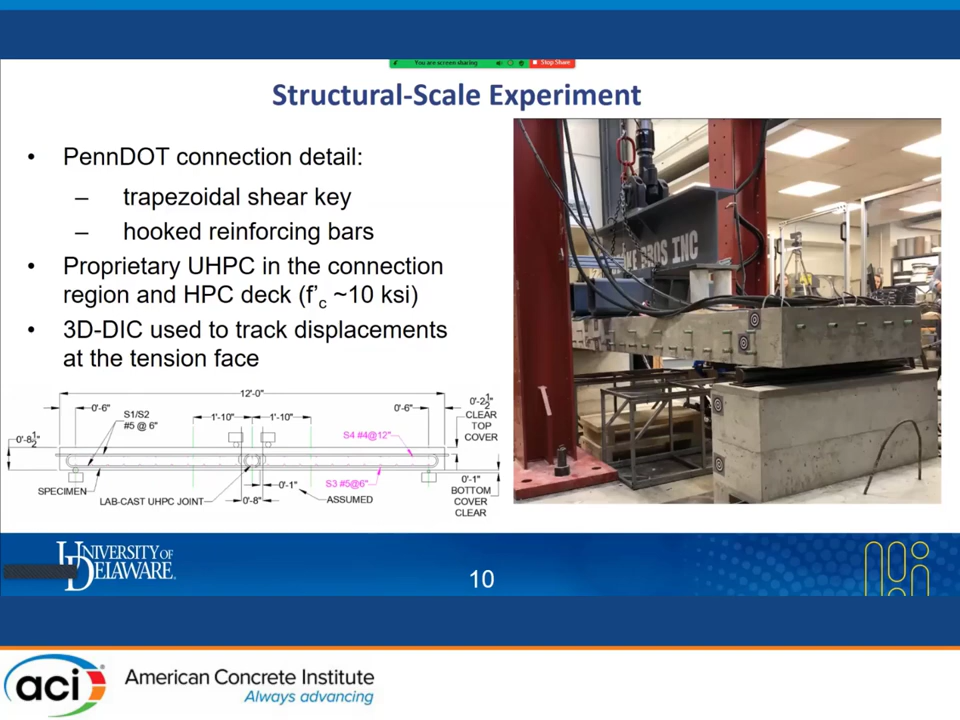 You are screen sharing
Stop Share
Structural-Scale Experiment
• PennDOT connection detail:
– trapezoidal shear key
– hooked reinforcing bars
• Proprietary UHPC in the connection
region and HPC deck (f'c ~10 ksi)
• 3D-DIC used to track displacements
at the tension face
BROS INC
12'-0"
0'-6"
S1/S2
#5 @ 6"
1'-10"
1'-10"
0'-6"
0'-2 1/2"
CLEAR
TOP
COVER
0'-8 1/2"
S4 #4@12"
SPECIMEN
LAB-CAST UHPC JOINT
0'-8"
0'-1"
S3 #5@6"
ASSUMED
0'-1"
BOTTOM
COVER
CLEAR
UNIVERSITY OF
DELAWARE
10
aci
American Concrete Institute
Always advancing